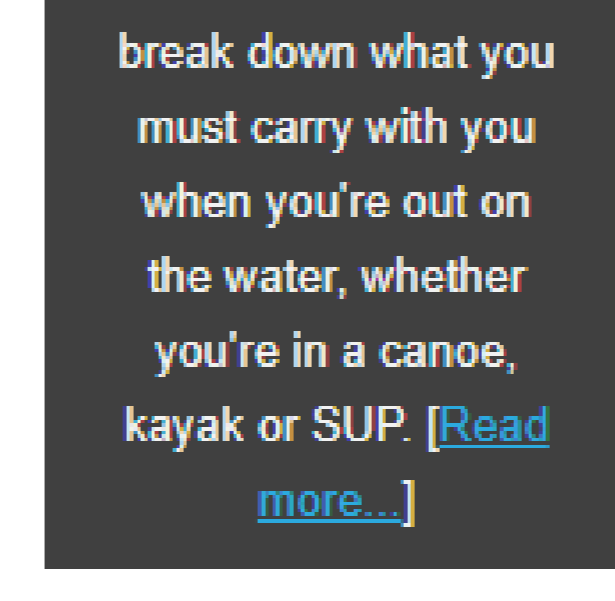 break down what you
must carry with you
when you're out on
the water, whether
you're in a canoe,
kayak or SUP. [Read
more...]